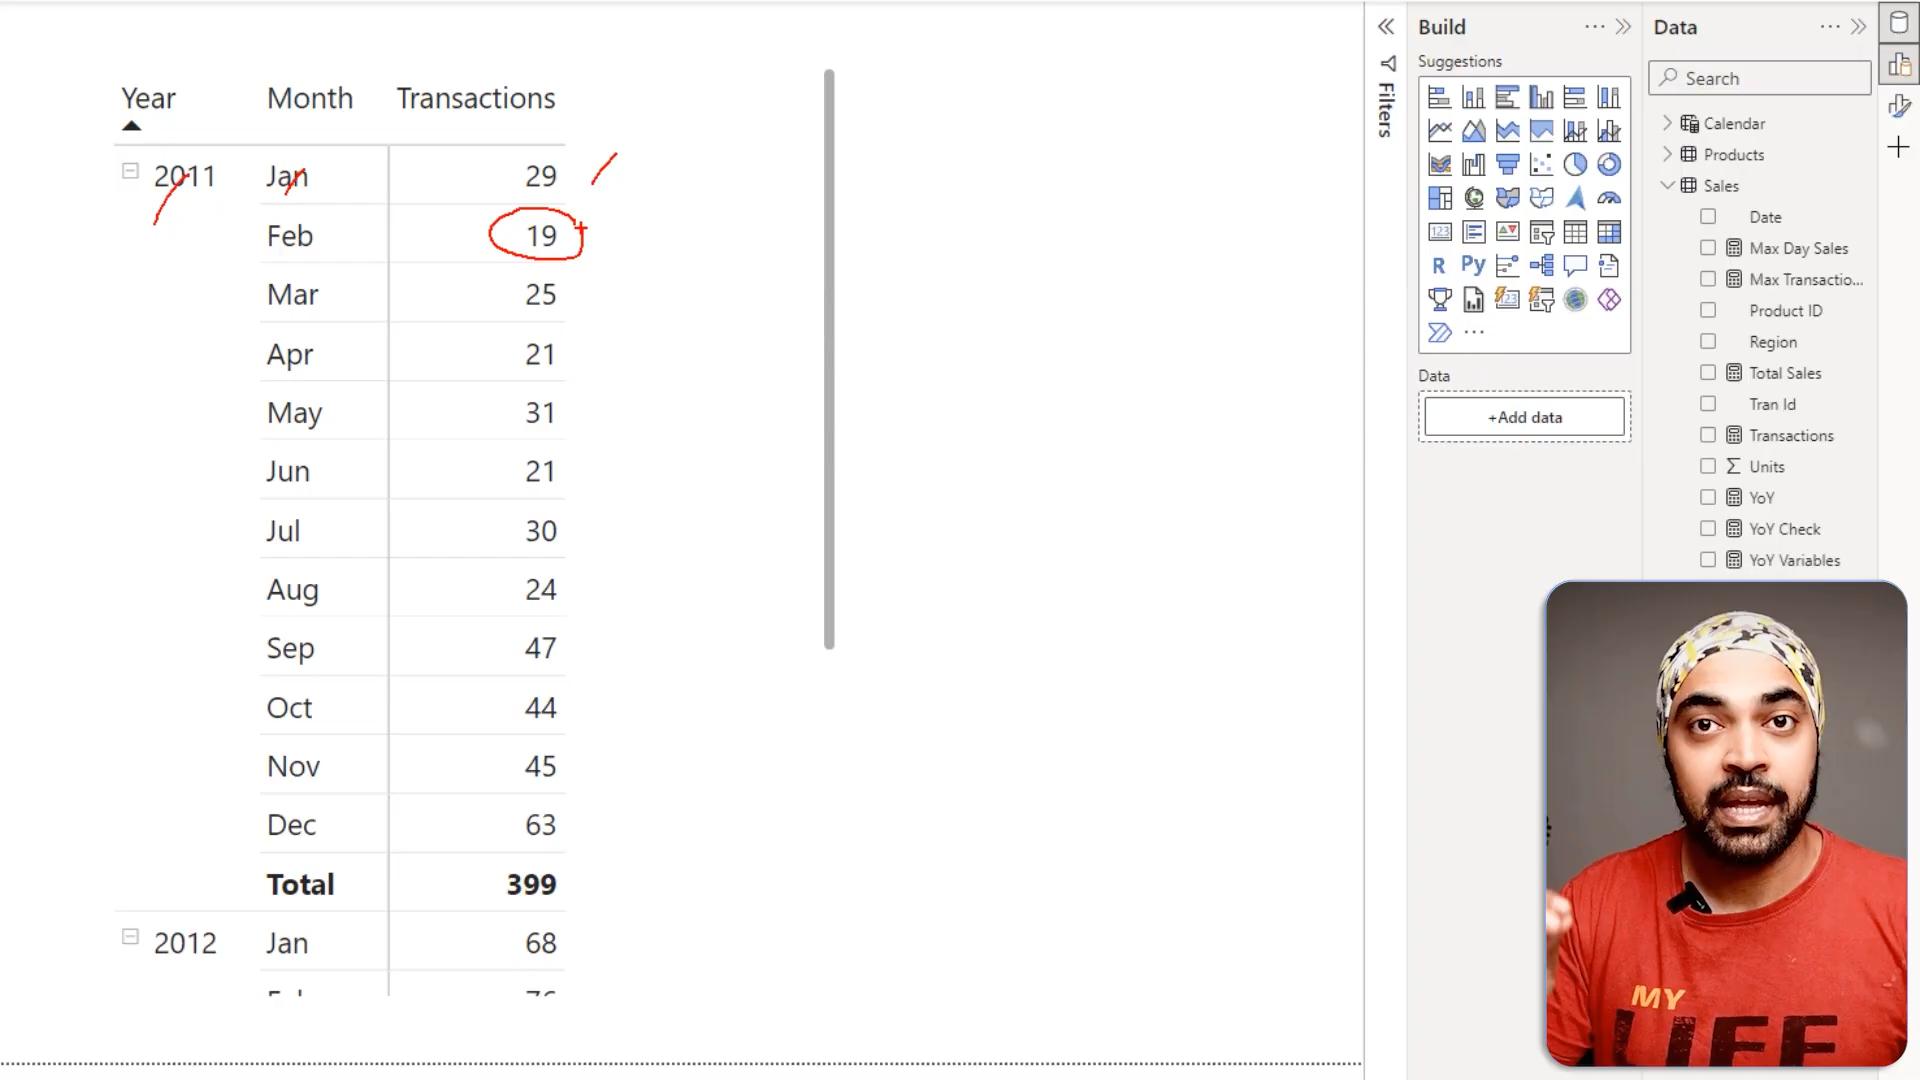 Year Month Transactions
2011 Jan 29
Feb 19
Mar 25
Apr 21
May 31
Jun 21
Jul 30
Aug 24
Sep 47
Oct 44
Nov 45
Dec 63
Total 399
2012 Jan 68
Filters
Build
Suggestions
123
R Py
123
Data
+Add data
Data
Search
Calendar
Products
Sales
Date
Max Day Sales
Max Transactio...
Product ID
Region
Total Sales
Tran Id
Transactions
Units
YoY
YoY Check
YoY Variables
MY
LIFE